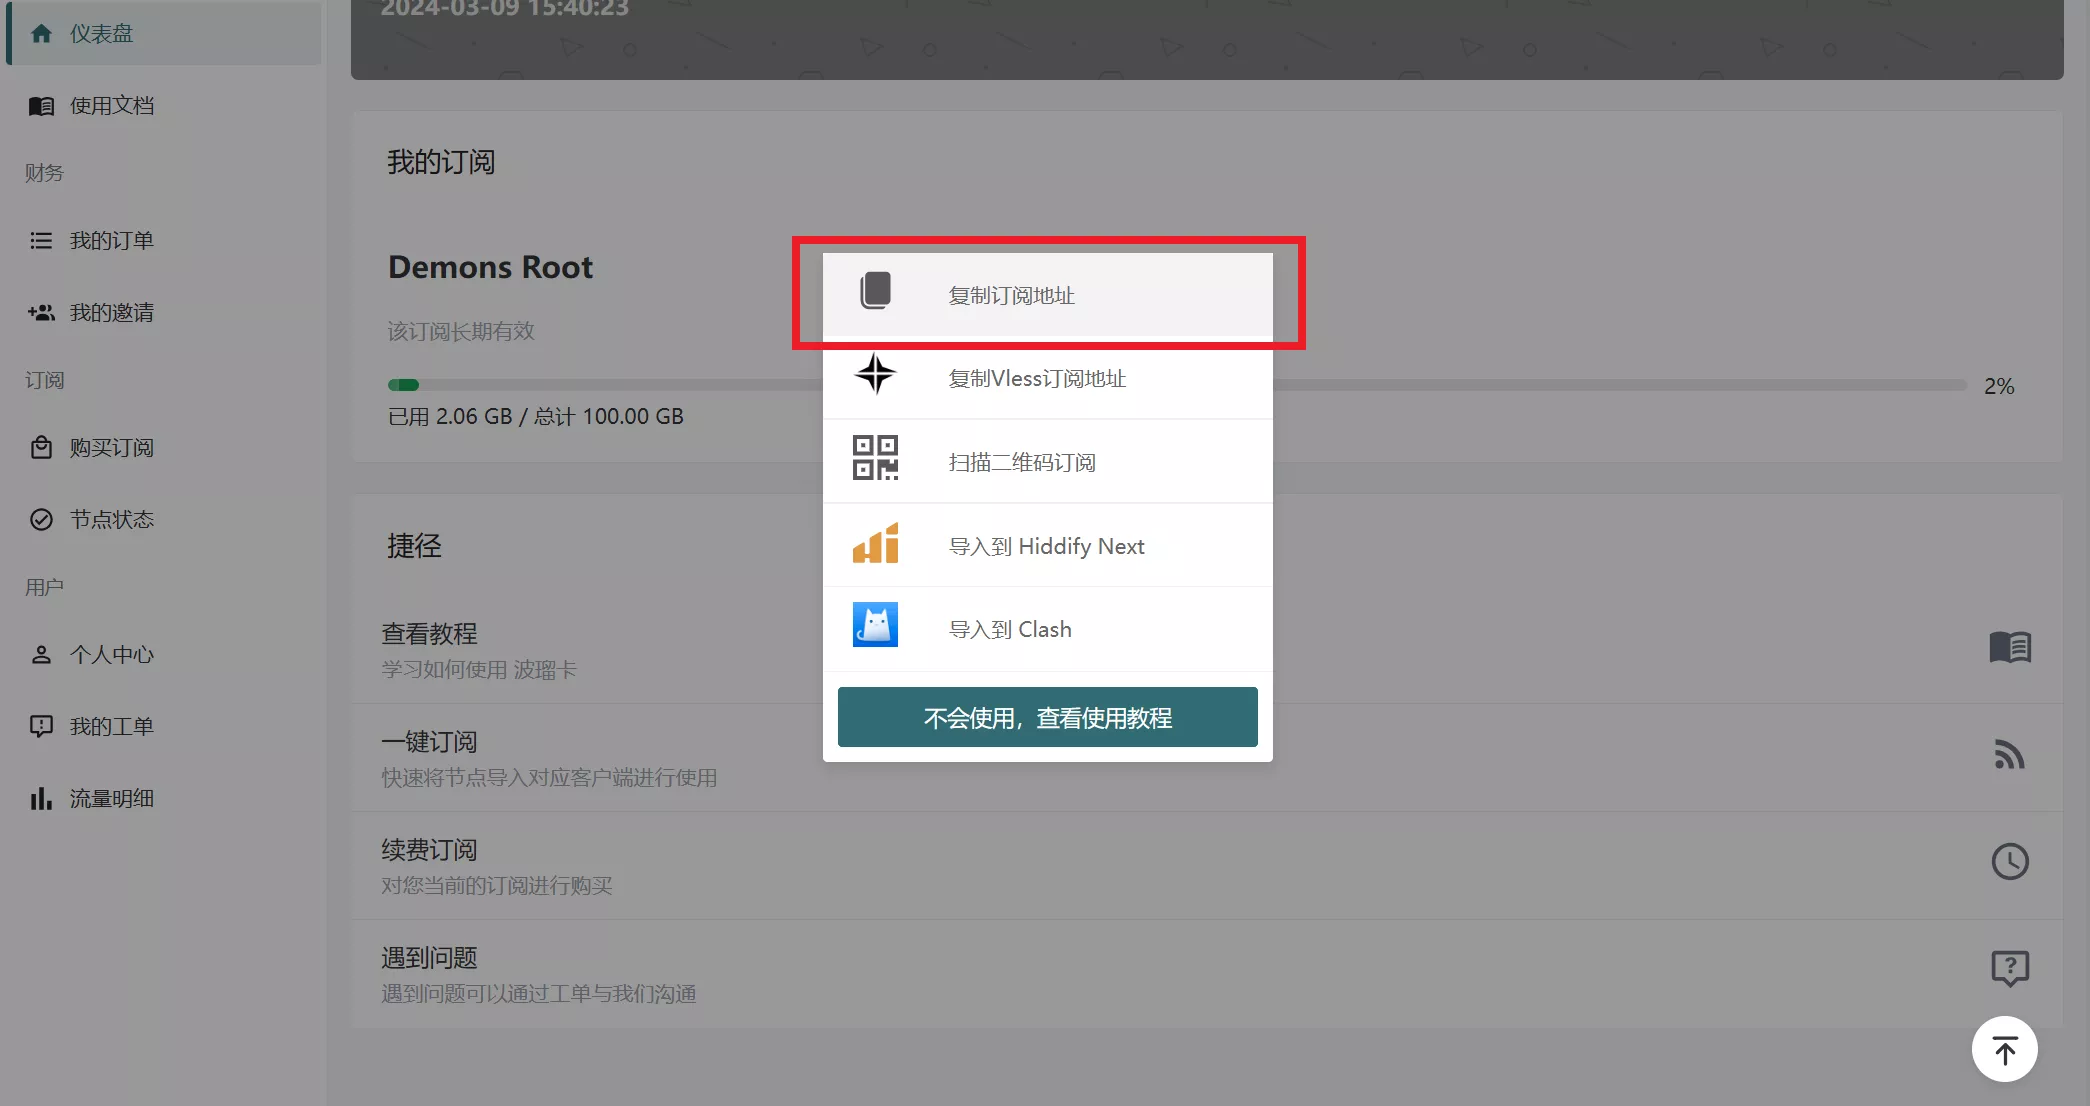 仪表盘
使用文档
财务
我的订单
我的邀请
订阅
购买订阅
节点状态
用户
个人中心
我的工单
流量明细
2024-03-09 15:40:23
我的订阅
Demons Root
该订阅长期有效
2%
已用 2.06 GB / 总计 100.00 GB
捷径
查看教程
学习如何使用 波瑠卡
一键订阅
快速将节点导入对应客户端进行使用
续费订阅
对您当前的订阅进行购买
遇到问题
遇到问题可以通过工单与我们沟通
复制订阅地址
复制Vless订阅地址
扫描二维码订阅
导入到 Hiddify Next
导入到 Clash
不会使用，查看使用教程